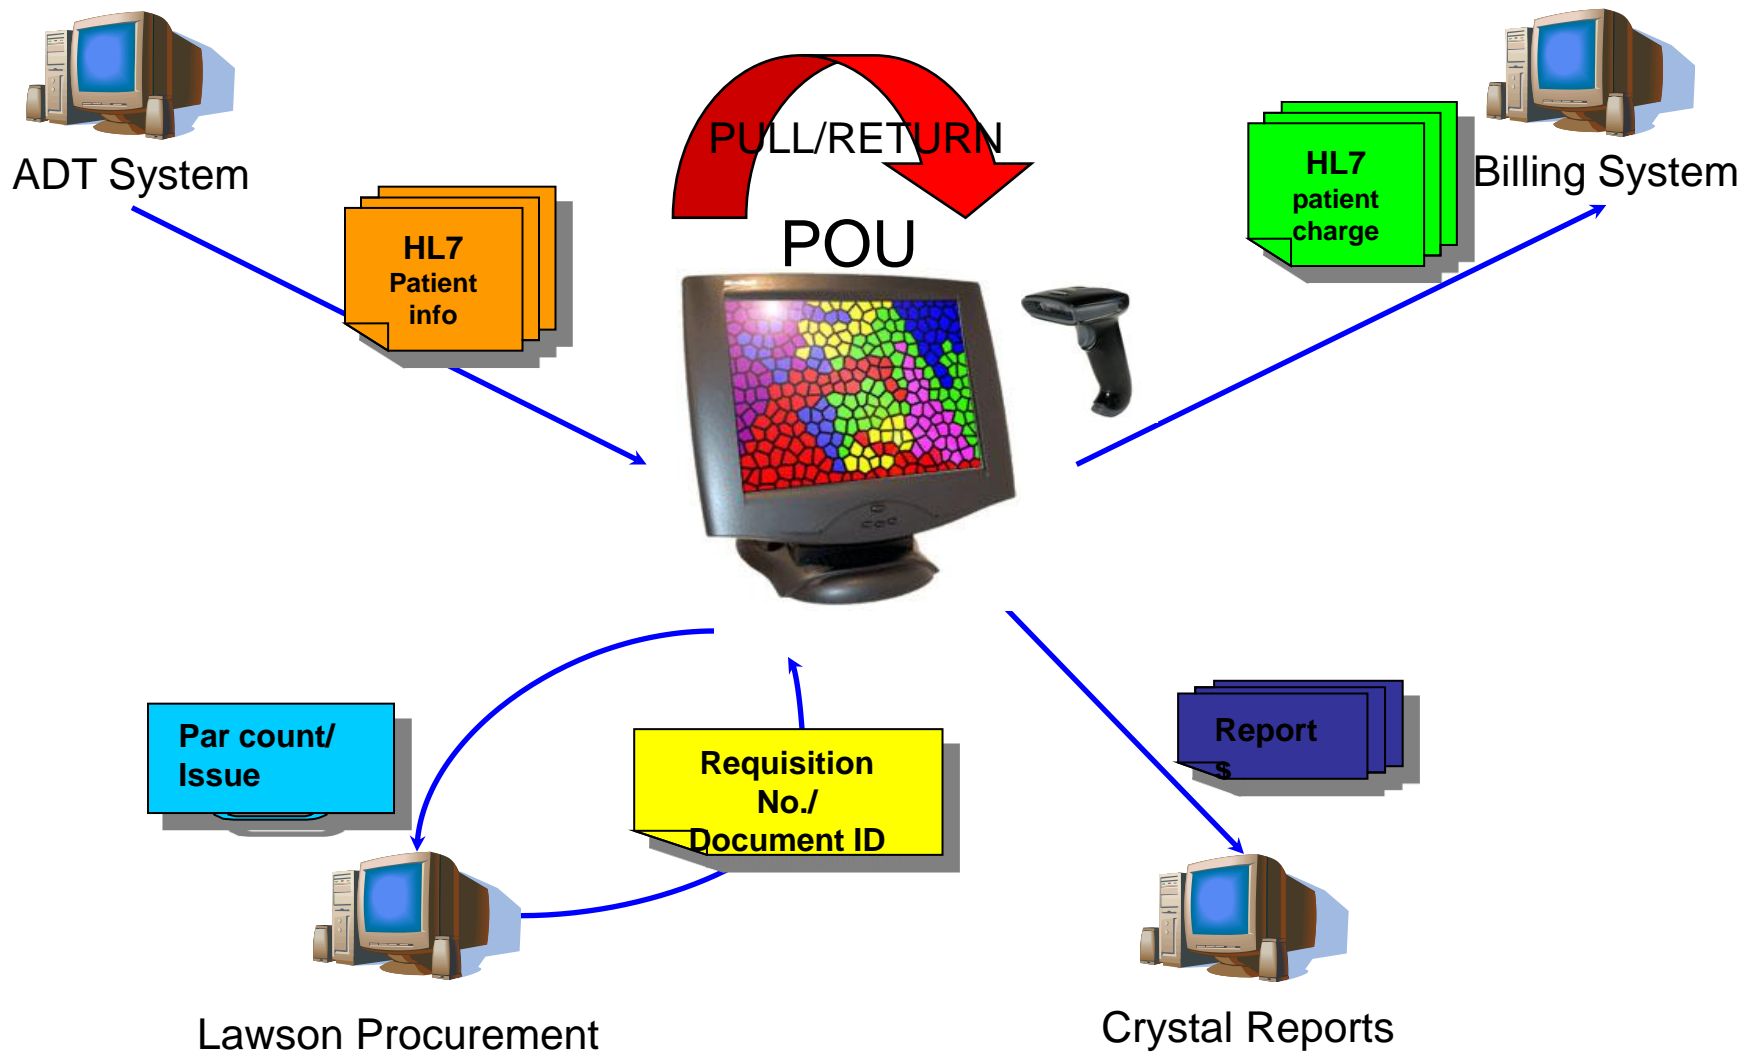 PULL/RETURN
ADT System
Billing System
HL7
patient
charge
POU
HL7
Patient
info
Par count/
Issue
Requisition
No./
Document ID
Report
$
Lawson Procurement
Crystal Reports